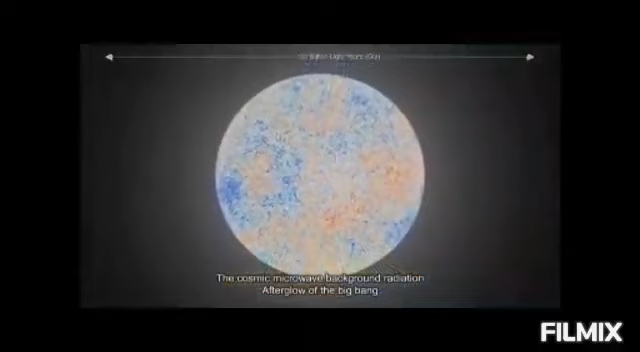 The cosmic microwave background radiation
Afterglow of the big bang
FILMIX